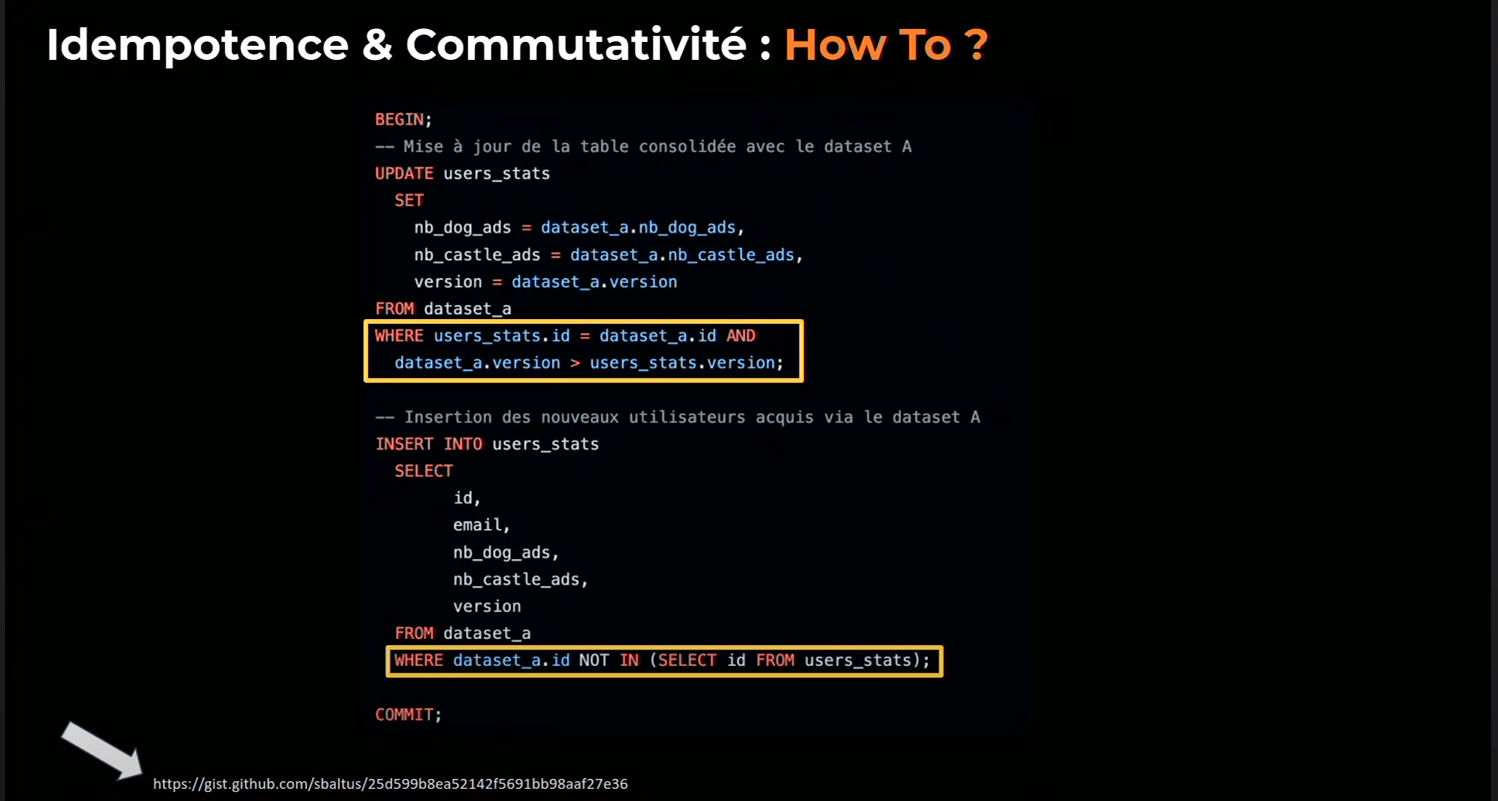 Idempotence & Commutativité : How To ?
BEGIN;
-- Mise à jour de la table consolidée avec le dataset A
UPDATE users_stats
SET
nb_dog_ads = dataset_a.nb_dog_ads,
nb_castle_ads = dataset_a.nb_castle_ads,
version = dataset_a.version
FROM dataset_a
WHERE users_stats.id = dataset_a.id AND
dataset_a.version > users_stats.version;
-- Insertion des nouveaux utilisateurs acquis via le dataset A
INSERT INTO users_stats
SELECT
id,
email,
nb_dog_ads,
nb_castle_ads,
version
FROM dataset_a
WHERE dataset_a.id NOT IN (SELECT id FROM users_stats);
COMMIT;
https://gist.github.com/sbaltus/25d599b8ea52142f5691bb98aaf27e36